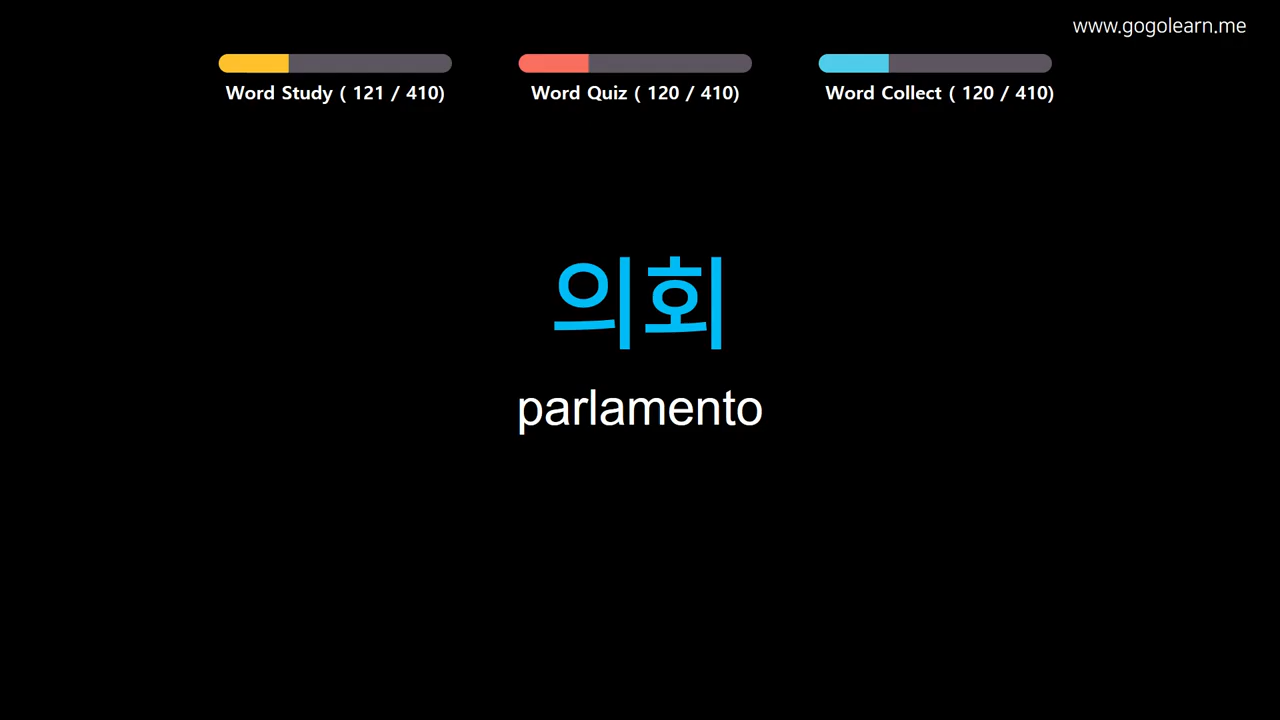 www.gogolearn.me
Word Study ( 121 / 410)
Word Quiz ( 120 / 410)
Word Collect ( 120 / 410)
의회
parlamento